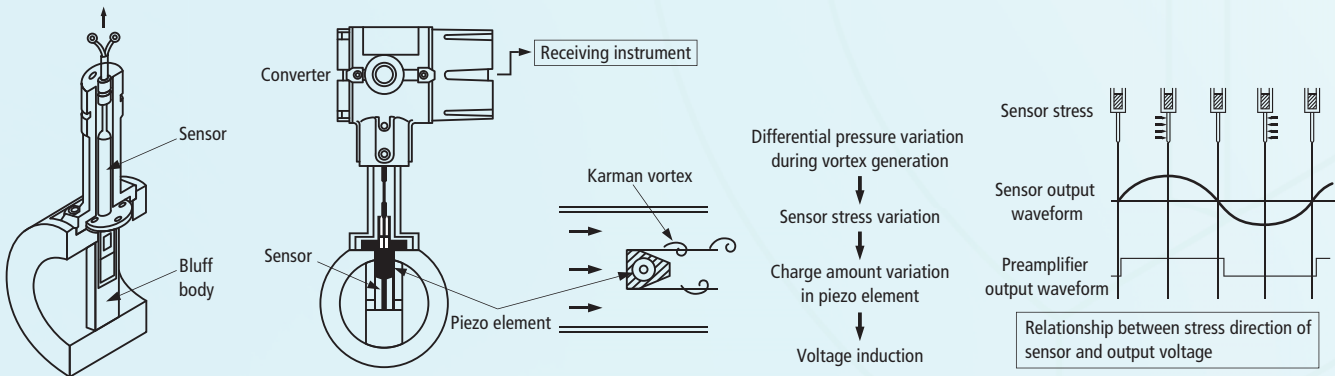 Sensor
Bluff
body
Converter
Receiving instrument
Sensor
Piezo element
Karman vortex
Differential pressure variation
during vortex generation
Sensor stress variation
Charge amount variation
in piezo element
Voltage induction
Sensor stress
Sensor output
waveform
Preamplifier
output waveform
Relationship between stress direction of
sensor and output voltage